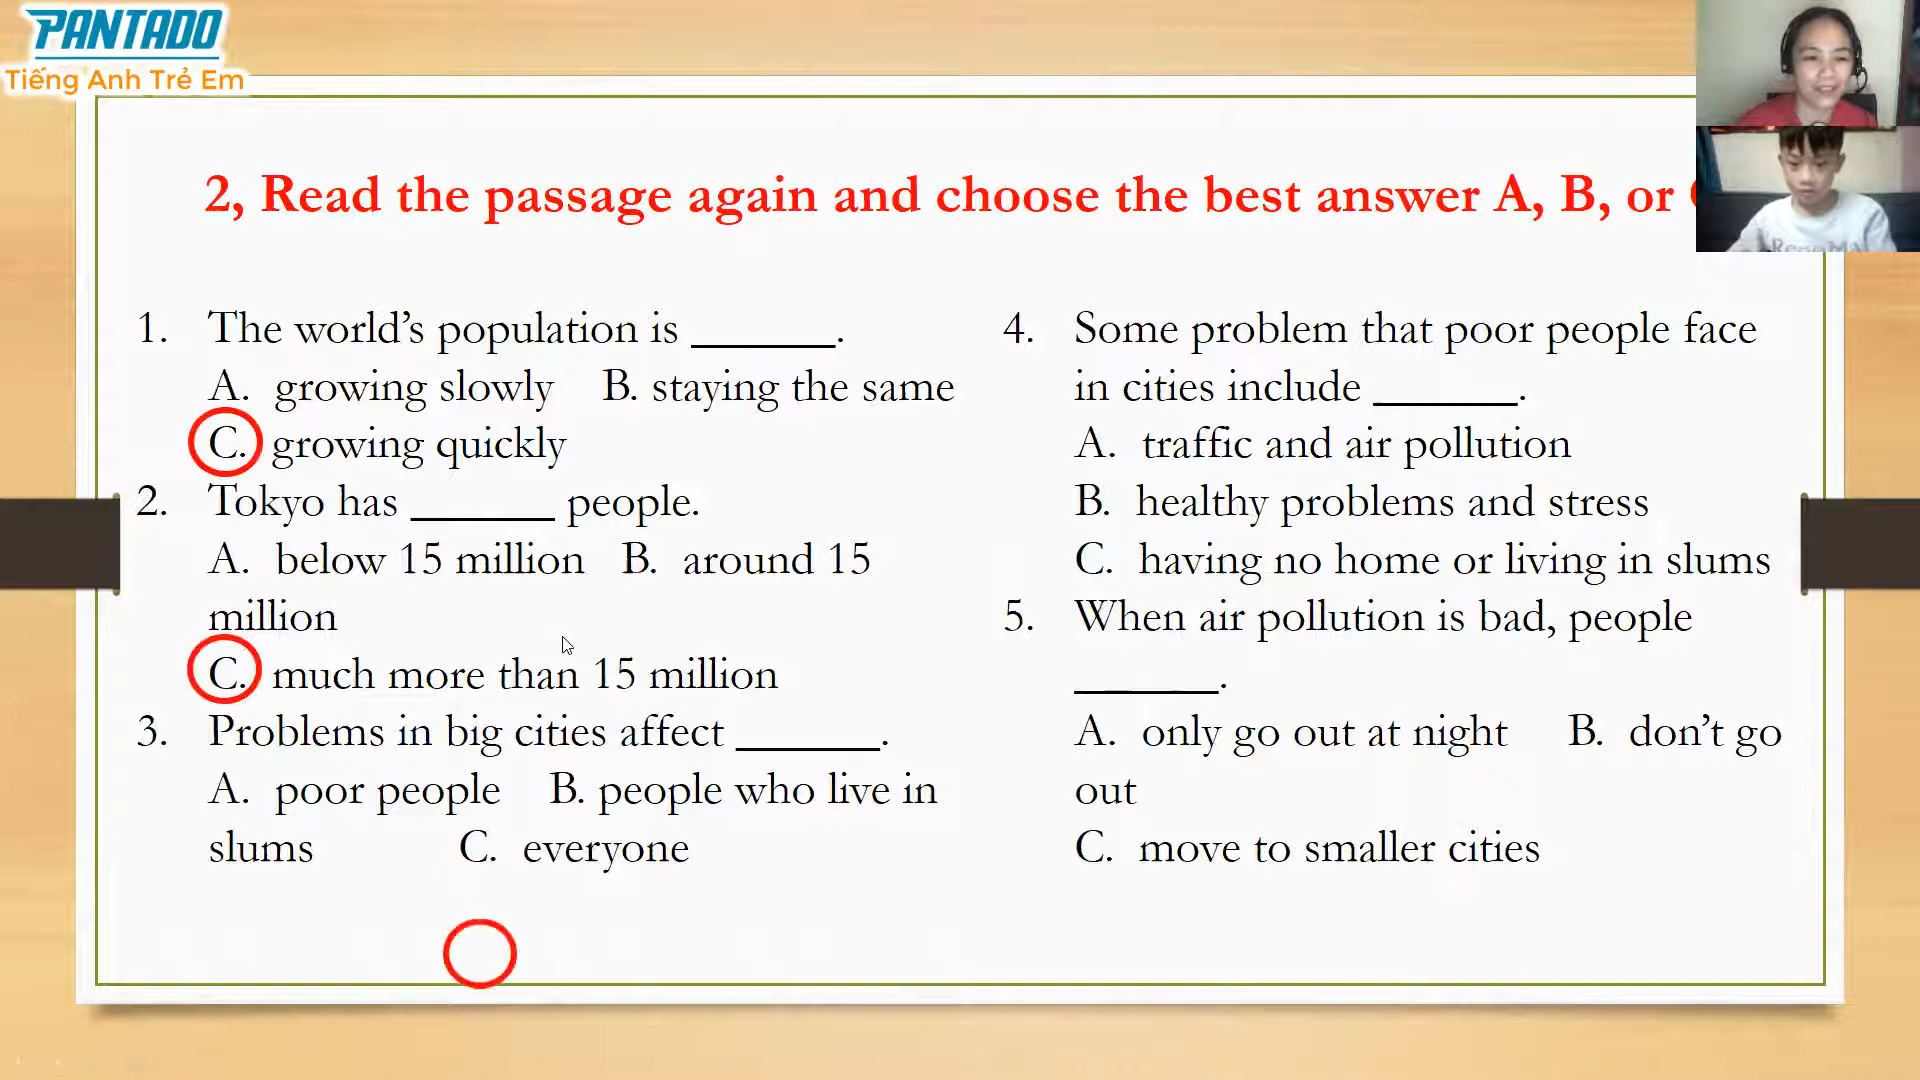 PANTADO
Tiếng Anh Trẻ Em
2, Read the passage again and choose the best answer A, B, or
1. The world's population is ______.
A. growing slowly B. staying the same
C. growing quickly
2. Tokyo has ______ people.
A. below 15 million B. around 15
million
C. much more than 15 million
3. Problems in big cities affect ______.
A. poor people B. people who live in
slums C. everyone
4. Some problem that poor people face
in cities include ______.
A. traffic and air pollution
B. healthy problems and stress
C. having no home or living in slums
5. When air pollution is bad, people
______.
A. only go out at night B. don't go
out
C. move to smaller cities